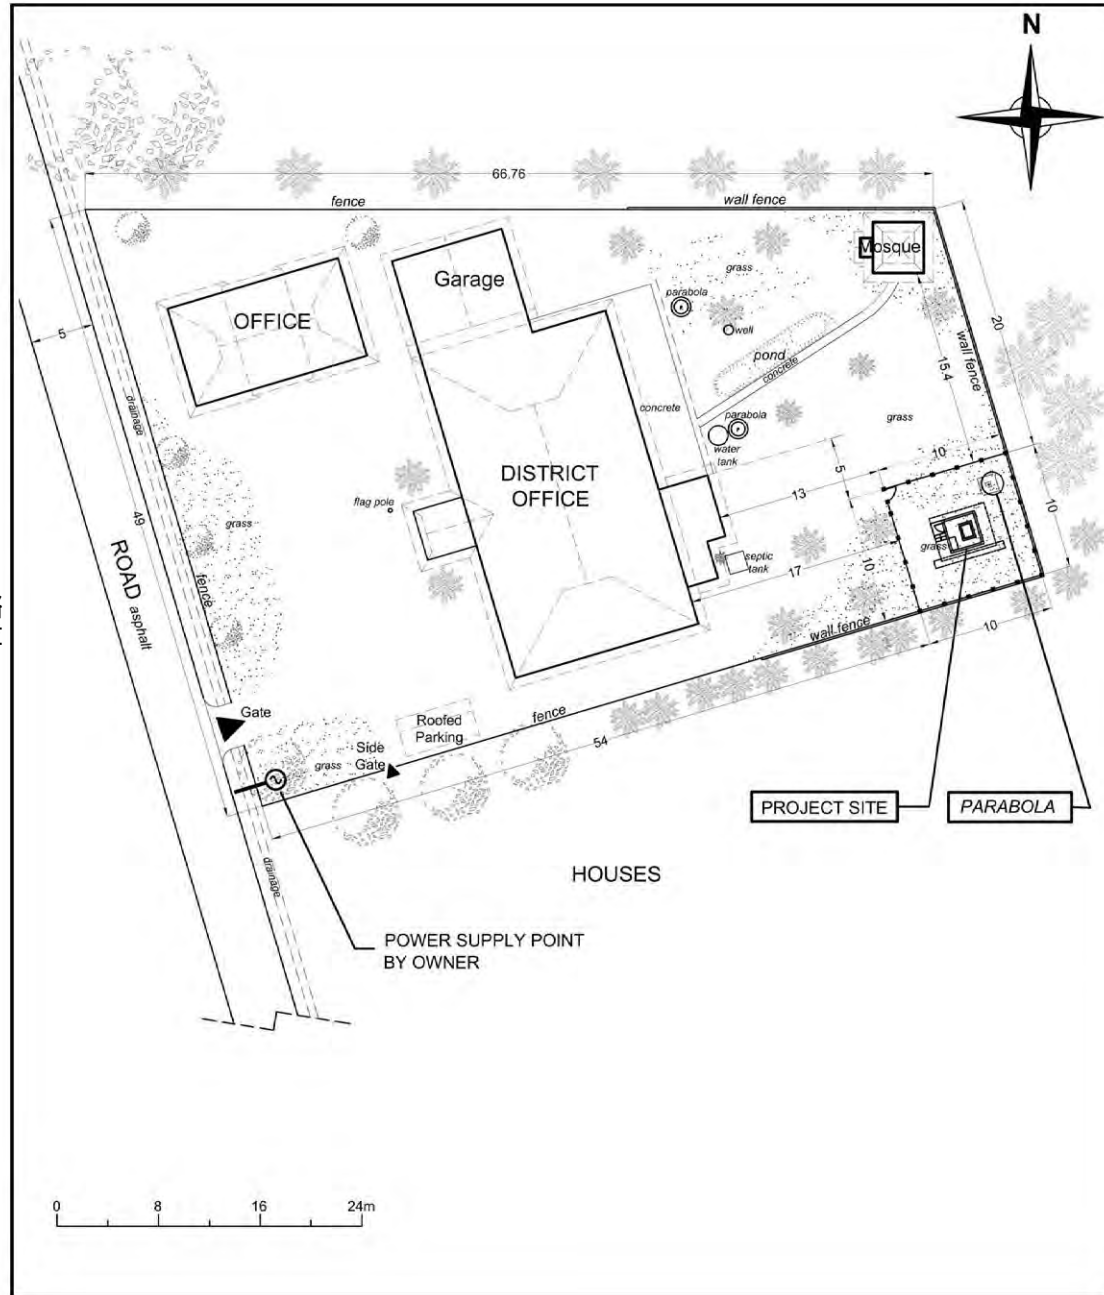 N
66.76
fence
wall fence
Mosque
Garage
grass
OFFICE
parabola
well
20
5
pond
wall fence
15.4
concrete
drainage
concrete
parabola
grass
water
tank
10
5
DISTRICT
OFFICE
13
flag pole
49
grass
10
grass
ROAD asphalt
septic
tank
17
10
fence
wall fence
10
Gate
fence
Roofed
Parking
Side
Gate
grass
54
PROJECT SITE
PARABOLA
drainage
HOUSES
POWER SUPPLY POINT
BY OWNER
0 8 16 24m